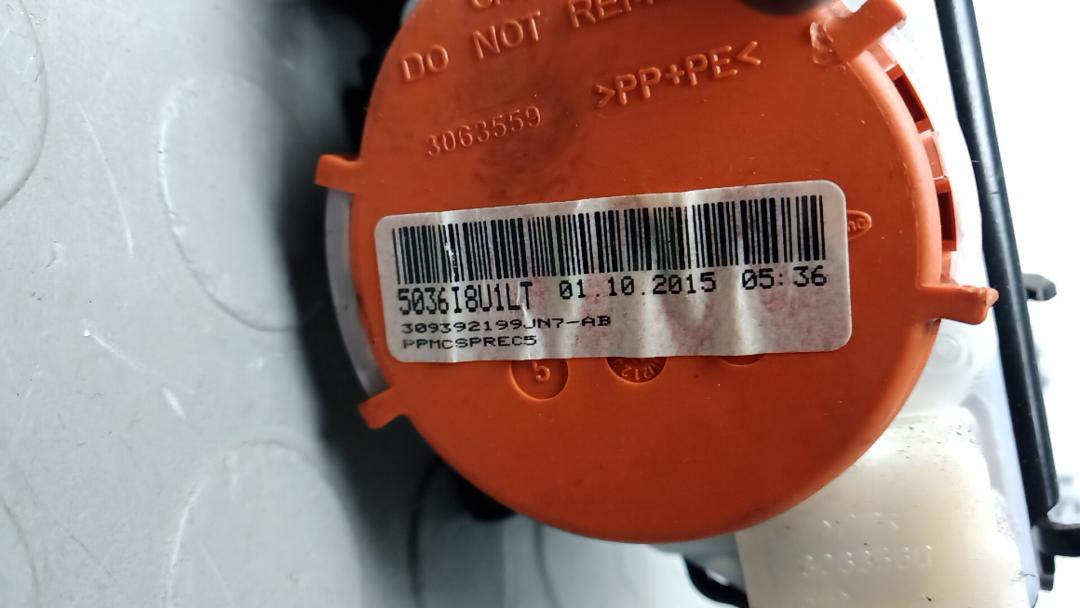 DO NOT
>PP+PE<
3063559
5036I8U1LT 01.10.2015 05:36
309392199JN7-AB
PPMCSPREC5
5